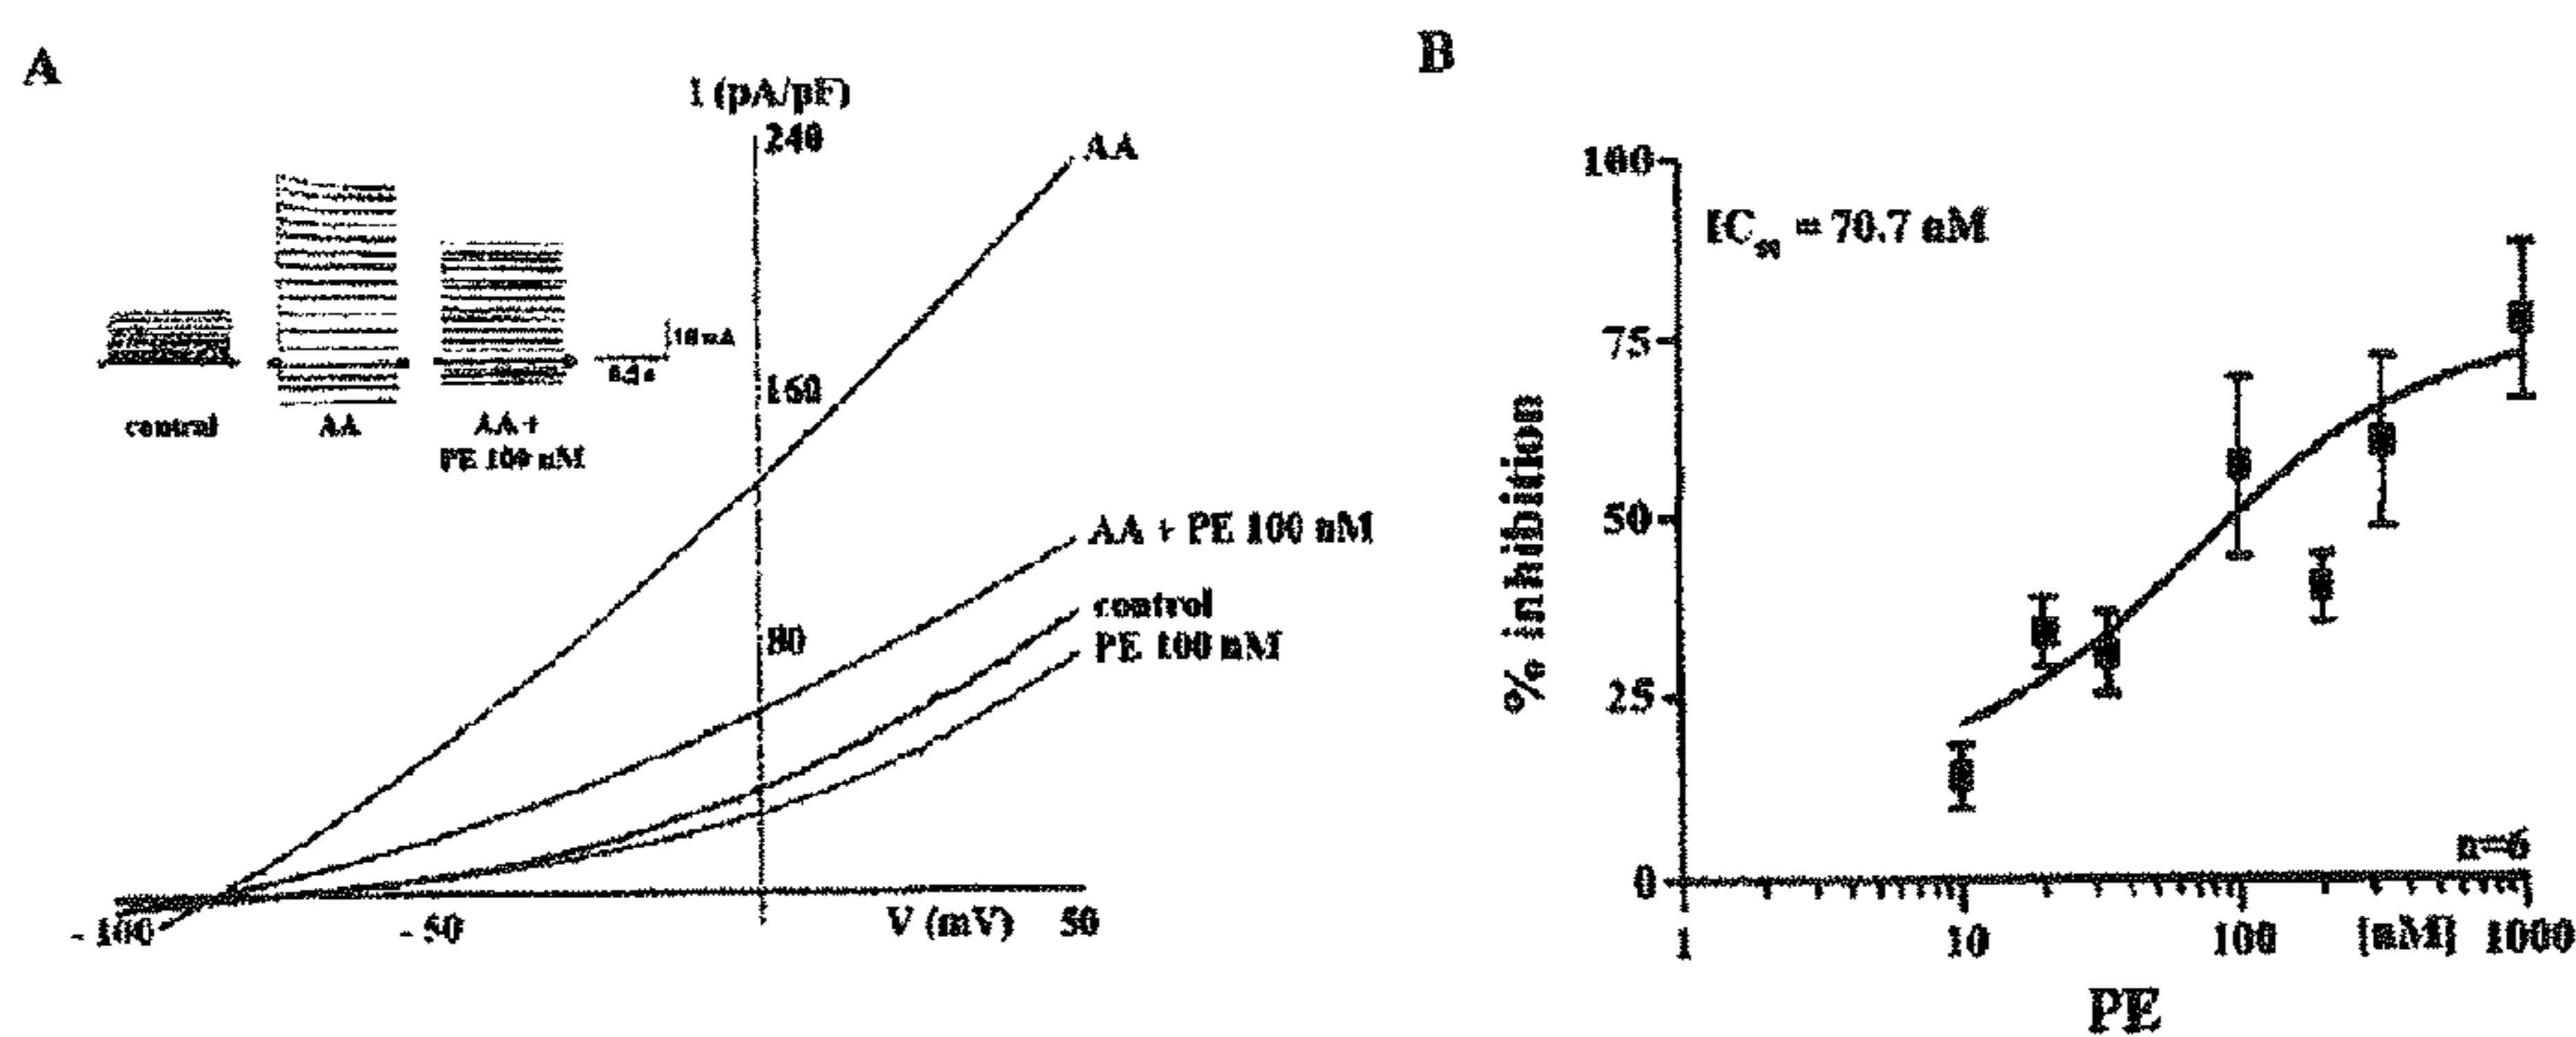 A
I (pA/pF)
240
AA
160
control
AA
AA +
PE 100 nM
AA + PE 100 nM
control
PE 100 nM
80
- 100
- 50
V (mV)
50
B
100
IC50 = 70.7 nM
75
50
25
0
% inhibition
n=6
1
10
100
[nM]
1000
PE